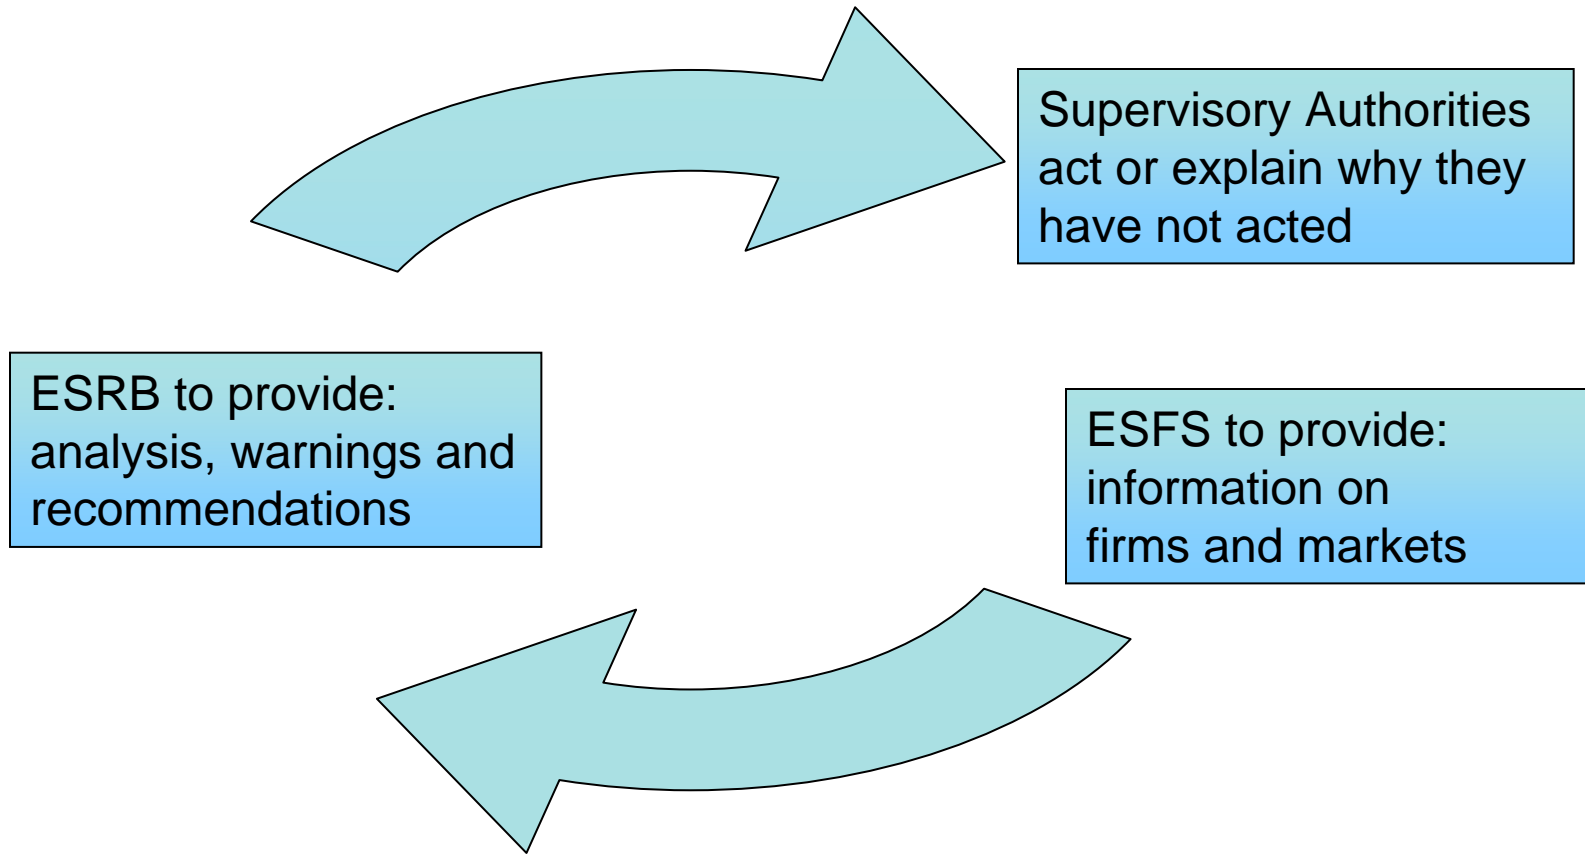 Supervisory Authorities
act or explain why they
have not acted
ESRB to provide:
analysis, warnings and
recommendations
ESFS to provide:
information on
firms and markets